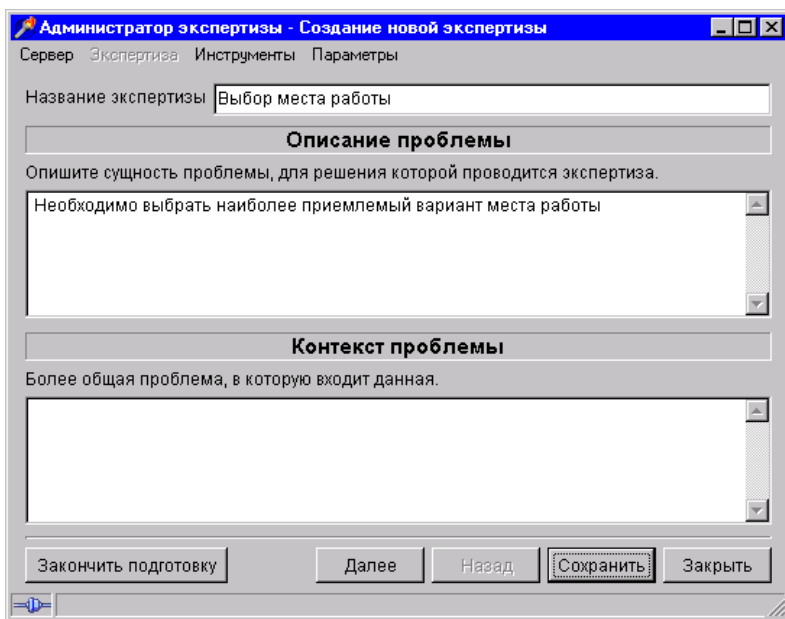 Администратор экспертизы - Создание новой экспертизы
Сервер Экспертиза Инструменты Параметры
Название экспертизы Выбор места работы
Описание проблемы
Опишите сущность проблемы, для решения которой проводится экспертиза.
Необходимо выбрать наиболее приемлемый вариант места работы
Контекст проблемы
Более общая проблема, в которую входит данная.
Закончить подготовку Далее Назад Сохранить Закрыть